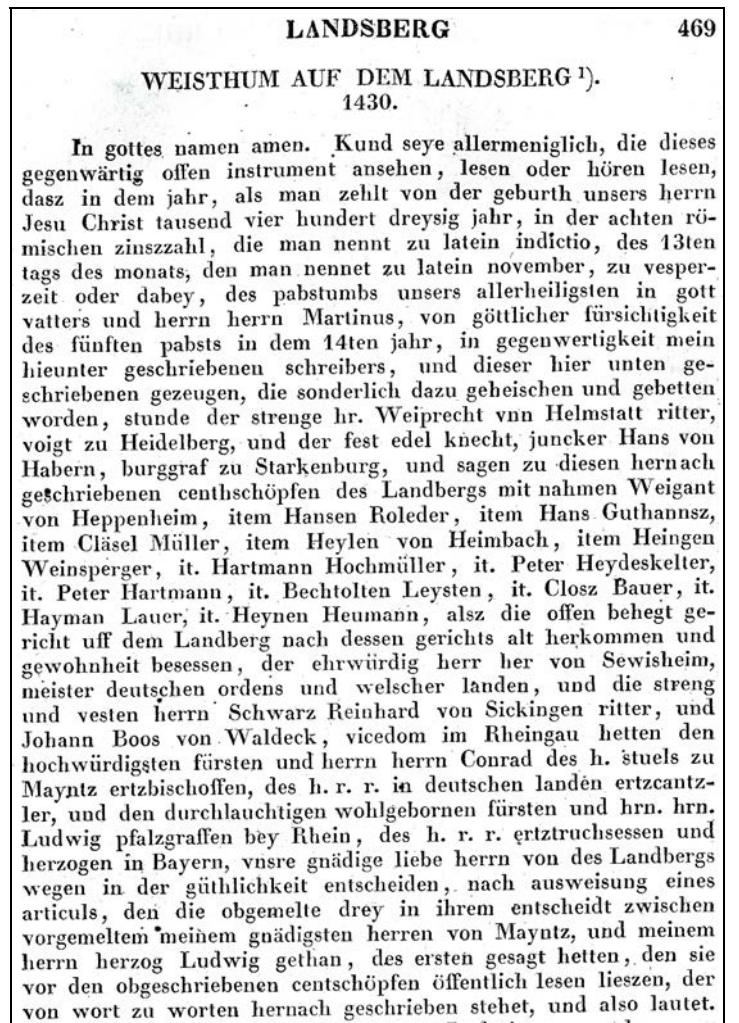 LANDSBERG 469
WEISTHUM AUF DEM LANDSBERG ¹).
1430.
In gottes namen amen. Kund seye allermeniglich, die dieses
gegenwärtig offen instrument ansehen, lesen oder hören lesen,
dasz in dem jahr, als man zehlt von der geburth unsers herrn
Jesu Christ tausend vier hundert dreysig jahr, in der achten rö-
mischen zinszzahl, die man nennt zu latein indictio, des 13ten
tags des monats, den man nennet zu latein november, zu vesper-
zeit oder dabey, des pabstumbs unsers allerheiligsten in gott
vatters und herrn herrn Martinus, von göttlicher fürsichtigkeit
des fünften pabsts in dem 14ten jahr, in gegenwertigkeit mein
hieunter geschriebenen schreibers, und dieser hier unten ge-
schriebenen gezeugen, die sonderlich dazu geheischen und gebetten
worden, stunde der strenge hr. Weiprecht vnn Helmstatt ritter,
voigt zu Heidelberg, und der fest edel knecht, juncker Hans von
Habern, burggraf zu Starkenburg, und sagen zu diesen hernach
geschriebenen centhschöpfen des Landbergs mit nahmen Weigant
von Heppenheim, item Hansen Roleder, item Hans Guthannsz,
item Cläsel Müller, item Heylen von Heimbach, item Heingen
Weinsperger, it. Hartmann Hochmüller, it. Peter Heydeskelter,
it. Peter Hartmann, it. Bechtolten Leysten, it. Closz Bauer, it.
Hayman Lauer, it. Heynen Heumann, alsz die offen behegt ge-
richt uff dem Landberg nach dessen gerichts alt herkommen und
gewohnheit besessen, der ehrwürdig herr her von Sewisheim,
meister deutschen ordens und welscher landen, und die streng
und vesten herrn Schwarz Reinhard von Sickingen ritter, und
Johann Boos von Waldeck, vicedom im Rheingau hetten den
hochwürdigsten fürsten und herrn herrn Conrad des h. stuels zu
Mayntz ertzbischoffen, des h. r. r. in deutschen landen ertzcantz-
ler, und den durchlauchtigen wohlgebornen fürsten und hrn. hrn.
Ludwig pfalzgraffen bey Rhein, des h. r. r. ertztruchsessen und
herzogen in Bayern, vnsre gnädige liebe herrn von des Landbergs
wegen in der güthlichkeit entscheiden, nach ausweisung eines
articuls, den die obgemelte drey in ihrem entscheidt zwischen
vorgemeltem meinem gnädigsten herren von Mayntz, und meinem
herrn herzog Ludwig gethan, des ersten gesagt hetten, den sie
vor den obgeschriebenen centschöpfen öffentlich lesen lieszen, der
von wort zu worten hernach geschrieben stehet, und also lautet.